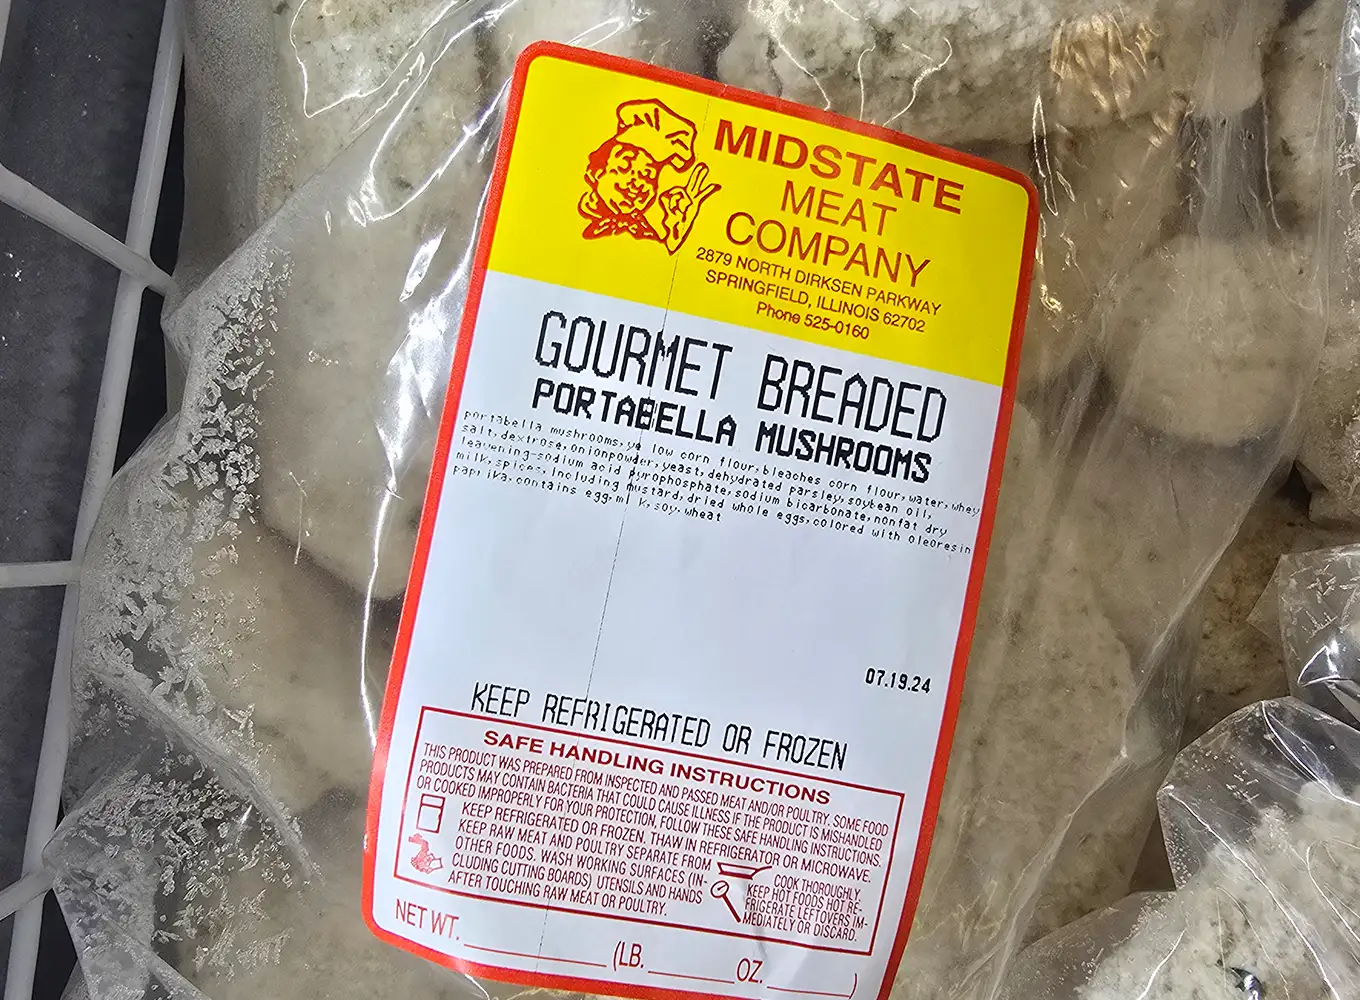 MIDSTATE
MEAT
COMPANY
2879 NORTH DIRKSEN PARKWAY
SPRINGFIELD, ILLINOIS 62702
Phone 525-0160
GOURMET BREADED
PORTABELLA MUSHROOMS
portabella mushrooms, ye low corn flour, bleaches corn flour, water, whey
salt, dextrose, onionpowder, yeast, dehydrated parsley, soybean oil,
leavening-sodium acid pyrophosphate, sodium bicarbonate, nonfat dry
milk, spices, Including mustard, dried whole eggs, colored with oleoresin
paprika. contains egg, milk, soy. wheat
07.19.24
KEEP REFRIGERATED OR FROZEN
SAFE HANDLING INSTRUCTIONS
THIS PRODUCT WAS PREPARED FROM INSPECTED AND PASSED MEAT AND/OR POULTRY. SOME FOOD
PRODUCTS MAY CONTAIN BACTERIA THAT COULD CAUSE ILLNESS IF THE PRODUCT IS MISHANDLED
OR COOKED IMPROPERLY FOR YOUR PROTECTION, FOLLOW THESE SAFE HANDLING INSTRUCTIONS.
KEEP REFRIGERATED OR FROZEN. THAW IN REFRIGERATOR OR MICROWAVE.
KEEP RAW MEAT AND POULTRY SEPARATE FROM
OTHER FOODS. WASH WORKING SURFACES (IN-
CLUDING CUTTING BOARDS) UTENSILS AND HANDS
AFTER TOUCHING RAW MEAT OR POULTRY.
COOK THOROUGHLY.
KEEP HOT FOODS HOT RE-
FRIGERATE LEFTOVERS IM-
MEDIATELY OR DISCARD.
NET WT. (LB. OZ. )